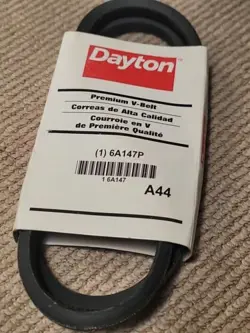 Dayton
Premium V-Belt
Correas de Alta Calidad
Courroie en V
de Première Qualité
(1) 6A147P
1 6A147
A44